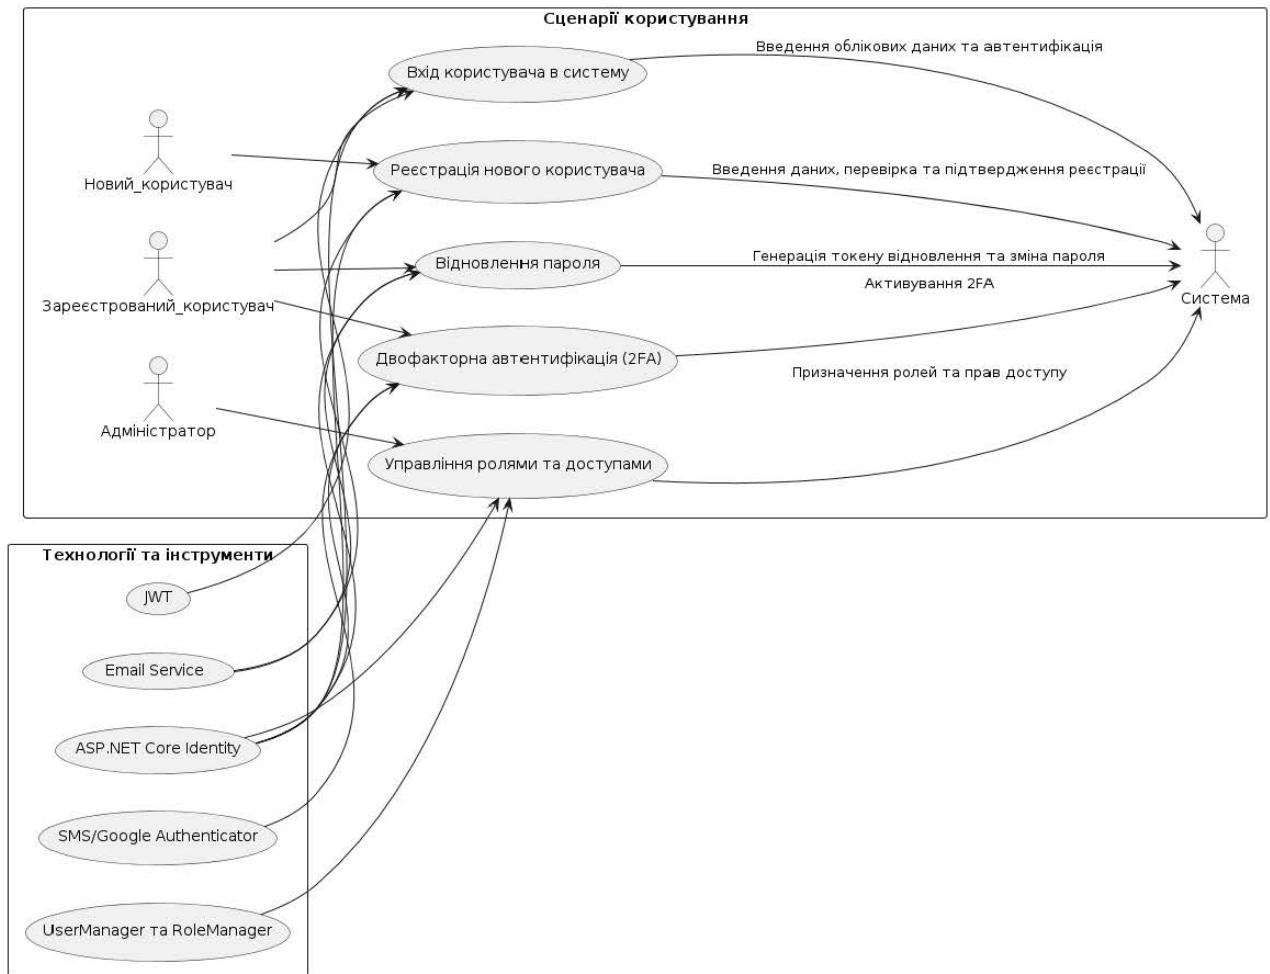 Сценарії користування
Введення облікових даних та автентифікація
Вхід користувача в систему
Новий_користувач
Реєстрація нового користувача
Введення даних, перевірка та підтвердження реєстрації
Зареєстрований_користувач
Відновлення пароля
Генерація токену відновлення та зміна пароля
Активування 2FA
Система
Двофакторна автентифікація (2FA)
Призначення ролей та прав доступу
Адміністратор
Управління ролями та доступами
Технології та інструменти
JWT
Email Service
ASP.NET Core Identity
SMS/Google Authenticator
UserManager та RoleManager